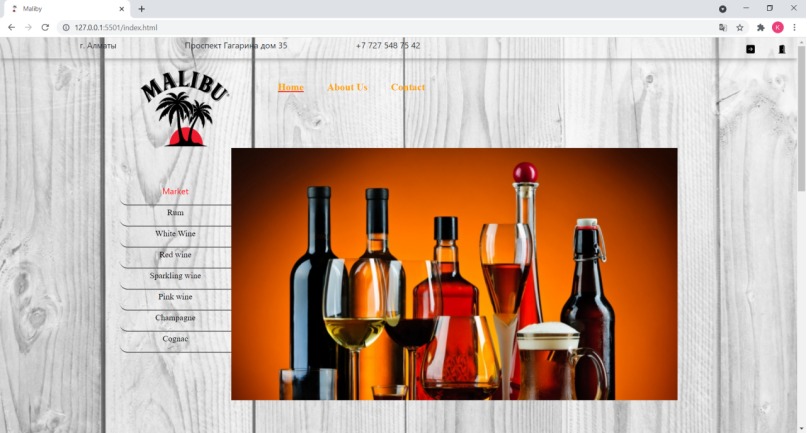 Maliby
127.0.0.1:5501/index.html
K
г. Алматы Проспект Гагарина дом 35 +7 727 548 75 42
MALIBU
Home About Us Contact
Market
Rum
White Wine
Red wine
Sparkling wine
Pink wine
Champagne
Cognac